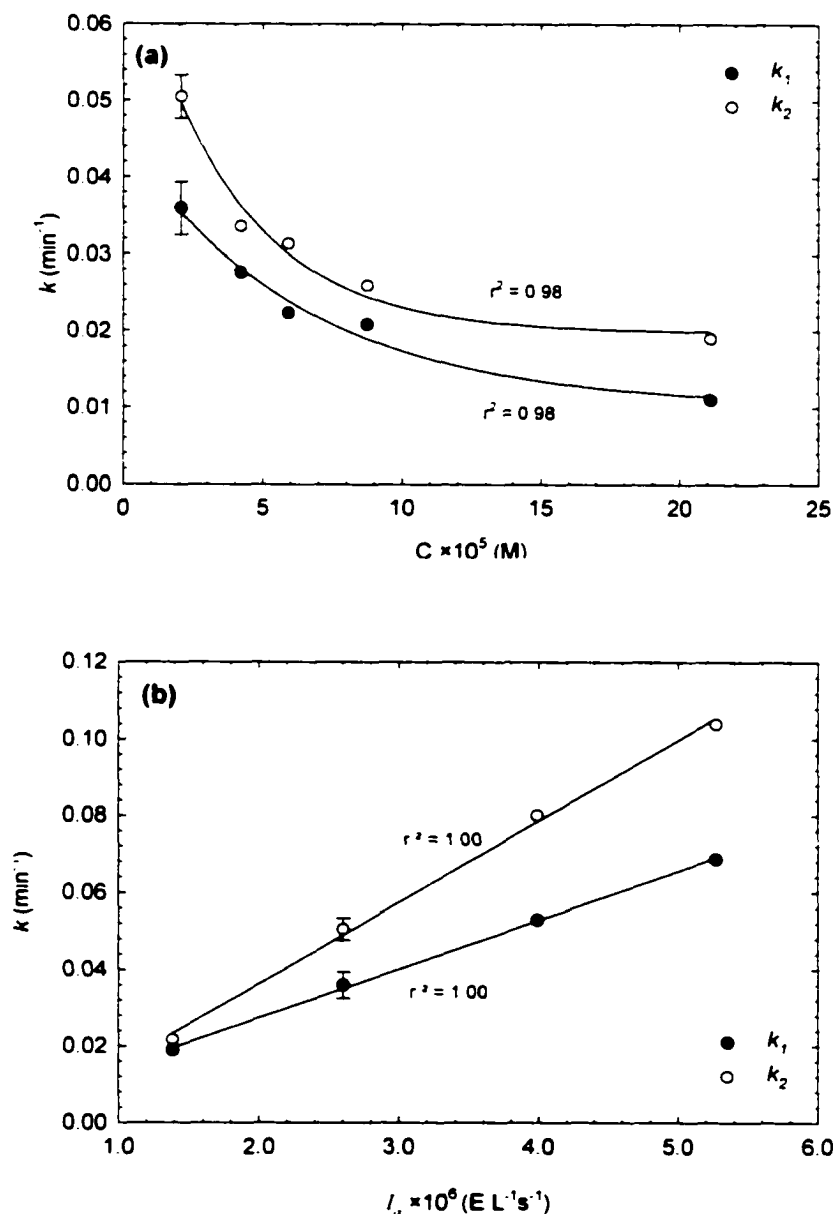 (a)
k₁
k₂
0.06
0.05
0.04
0.03
0.02
0.01
0.00
k (min⁻¹)
r² = 0.98
r² = 0.98
0 5 10 15 20 25
C ×10⁵ (M)
(b)
0.12
0.10
0.08
0.06
0.04
0.02
0.00
k (min⁻¹)
r² = 1.00
r² = 1.00
k₁
k₂
1.0 2.0 3.0 4.0 5.0 6.0
×10⁶ (E L⁻¹s⁻¹)